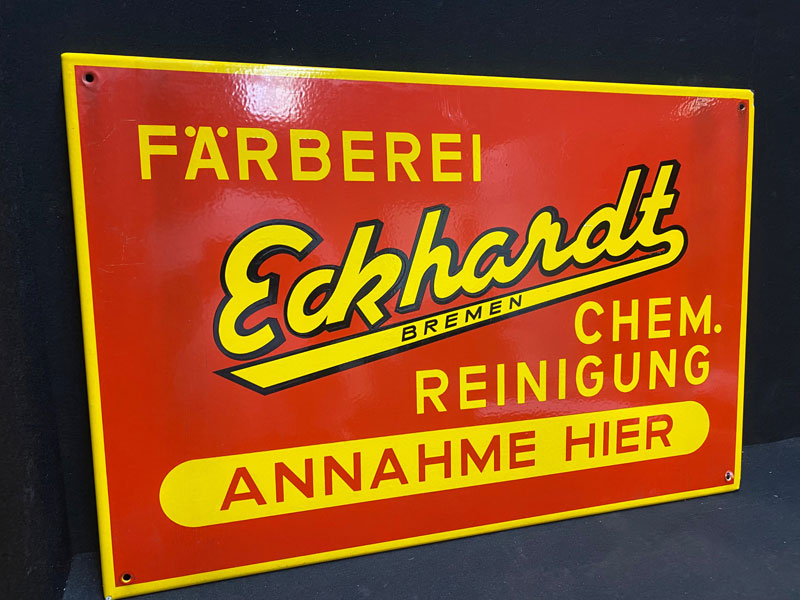 FÄRBEREI
Eckhardt
BREMEN
CHEM.
REINIGUNG
ANNAHME HIER